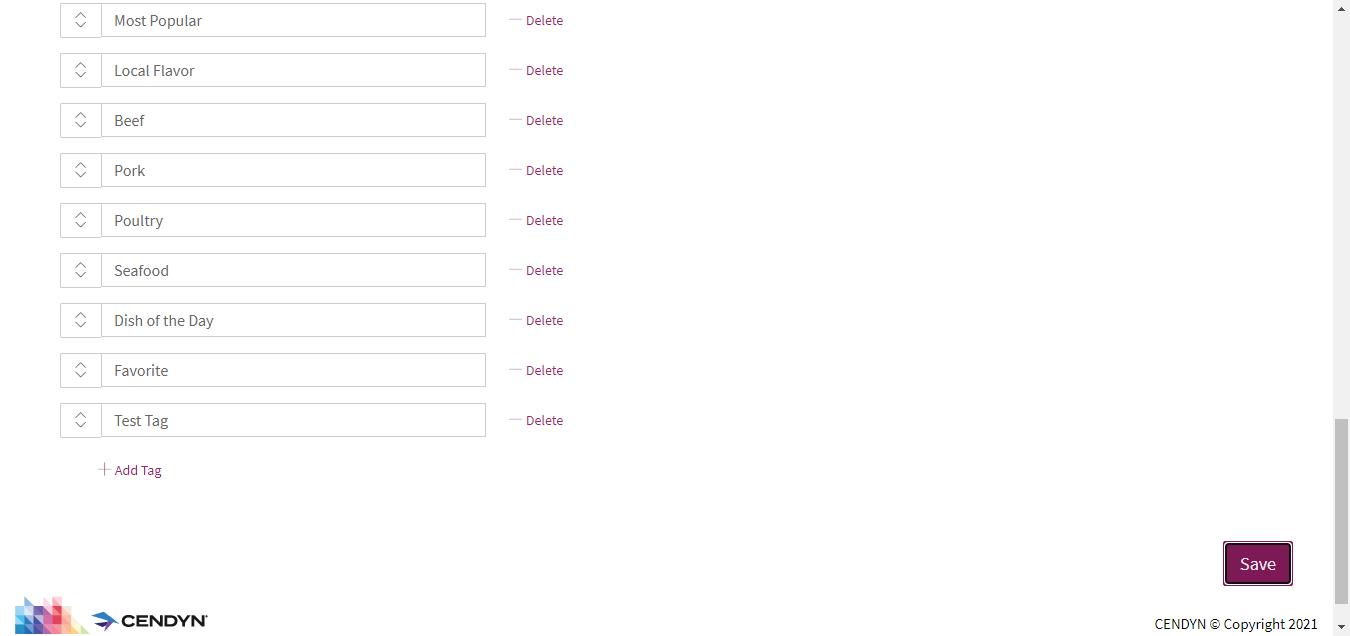 Most Popular Delete
Local Flavor Delete
Beef Delete
Pork Delete
Poultry Delete
Seafood Delete
Dish of the Day Delete
Favorite Delete
Test Tag Delete
Add Tag
Save
CENDYN
CENDYN © Copyright 2021